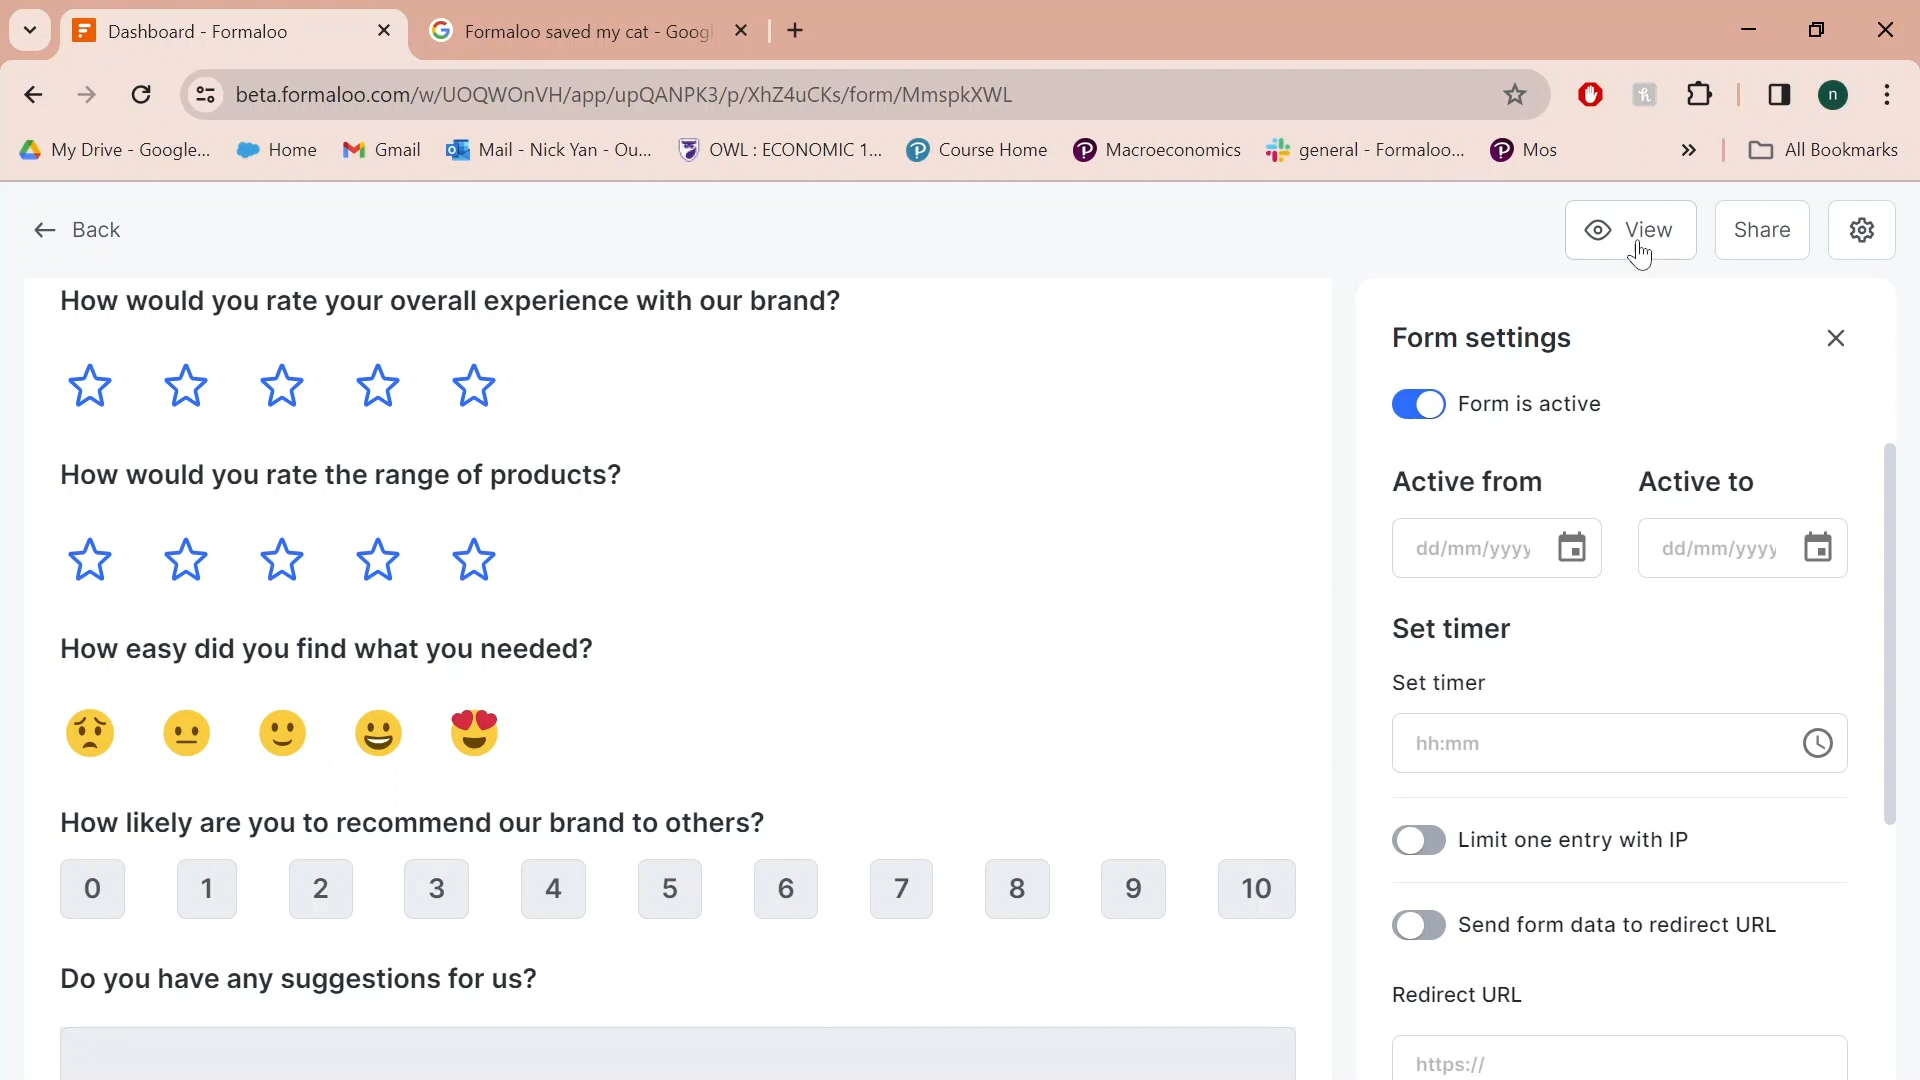 Dashboard - Formaloo
Formaloo saved my cat - Goog
beta.formaloo.com/w/UOQWOnVH/app/upQANPK3/p/XhZ4uCKs/form/MmspkXWL
n
My Drive - Google...
Home
Gmail
Mail - Nick Yan - Ou...
OWL : ECONOMIC 1...
Course Home
Macroeconomics
general - Formaloo...
Mos
»
All Bookmarks
Back
View
Share
How would you rate your overall experience with our brand?
How would you rate the range of products?
How easy did you find what you needed?
How likely are you to recommend our brand to others?
0 1 2 3 4 5 6 7 8 9 10
Do you have any suggestions for us?
Form settings
Form is active
Active from Active to
dd/mm/yyyy dd/mm/yyyy
Set timer
Set timer
hh:mm
Limit one entry with IP
Send form data to redirect URL
Redirect URL
https://